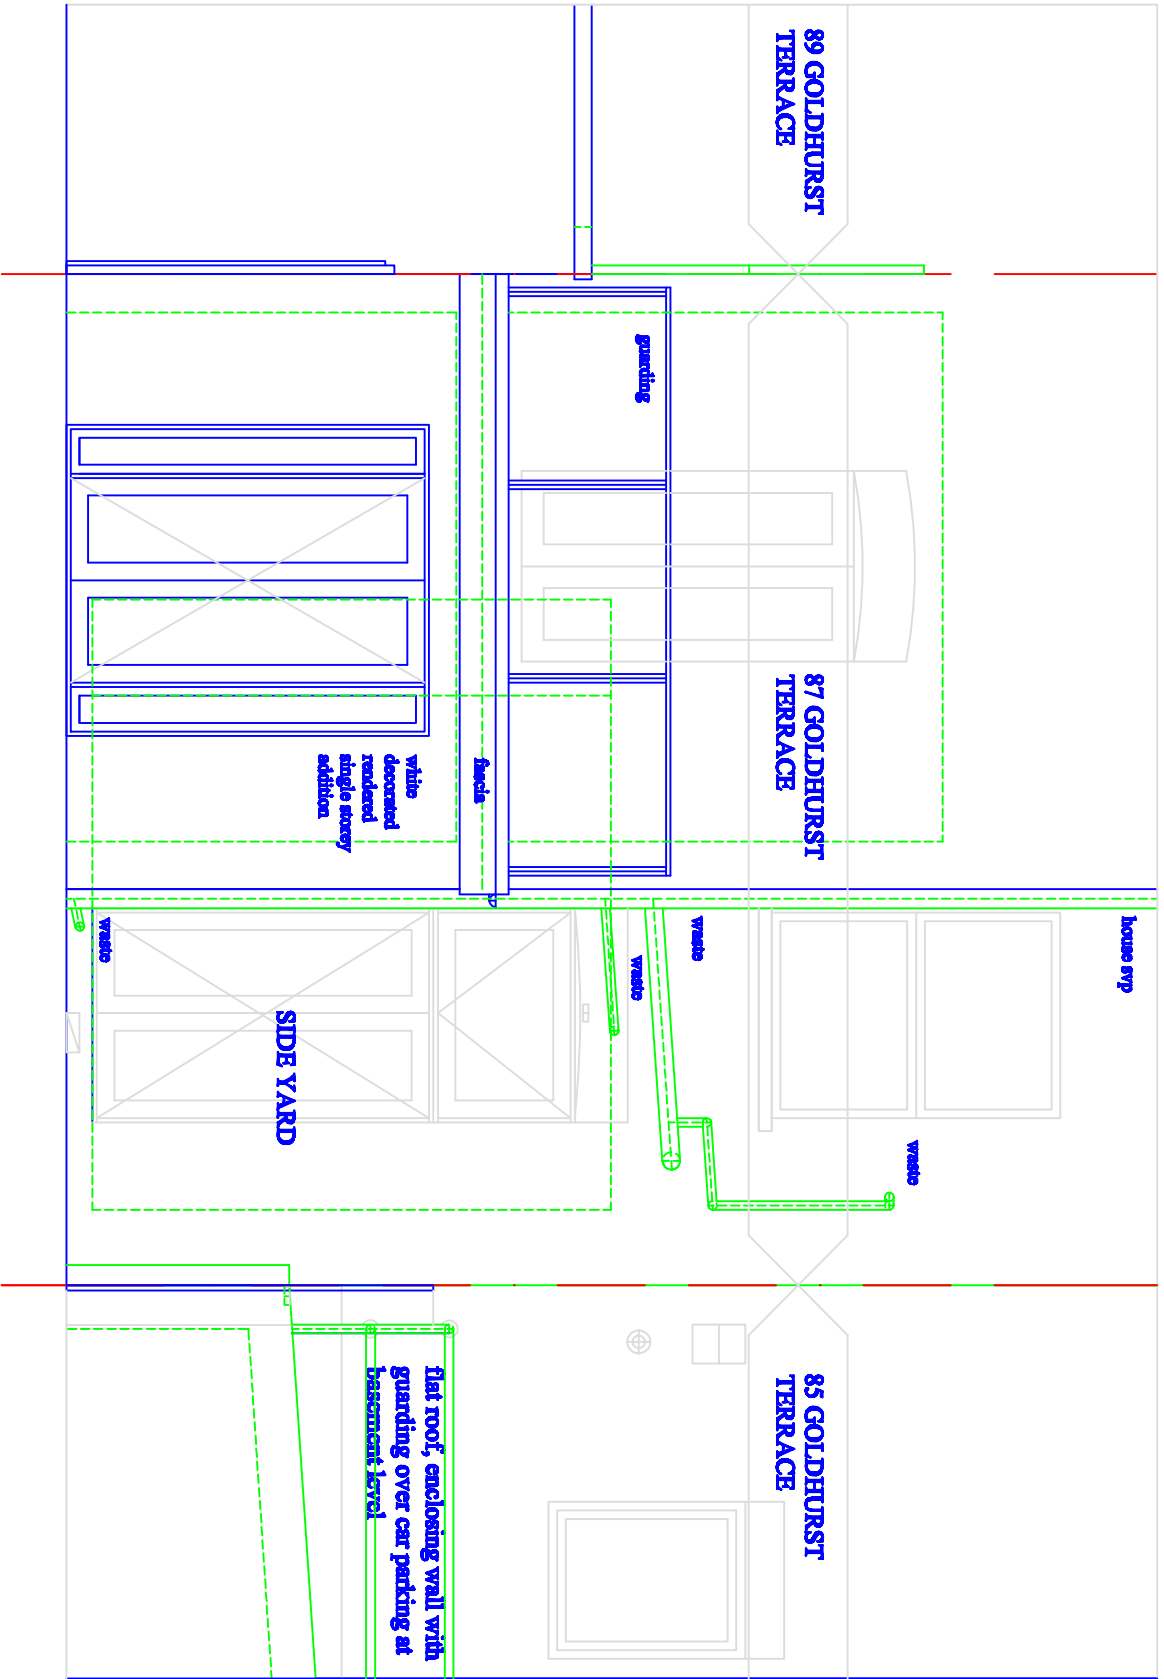 89 GOLDHURST
TERRACE
guarding
87 GOLDHURST
TERRACE
fascia
white
decorated
rendered
single storey
addition
house svp
waste
waste
waste
waste
SIDE YARD
85 GOLDHURST
TERRACE
flat roof, enclosing wall with
guarding over car parking at
basement level